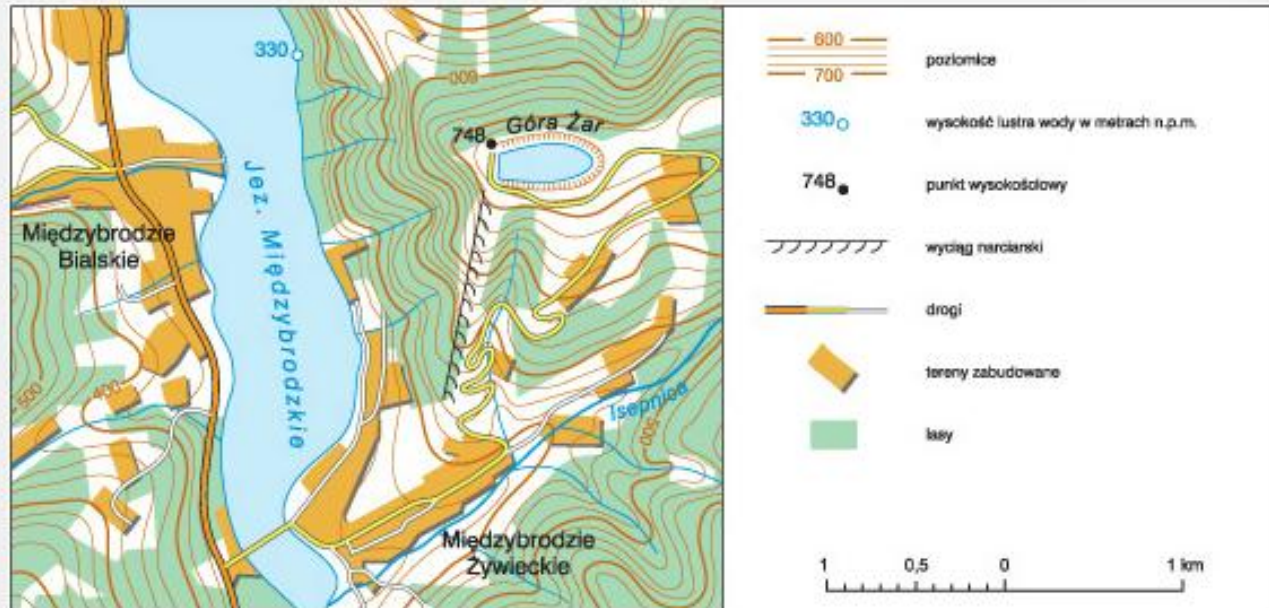 330
600
748
Góra Żar
Jez. Międzybrodzkie
Międzybrodzie
Bialskie
500
400
Isepnica
500
Międzybrodzie
Żywieckie
600
700
poziomice
330
wysokość lustra wody w metrach n.p.m.
748
punkt wysokościowy
wyciąg narciarski
drogi
tereny zabudowane
lasy
1 0,5 0 1 km